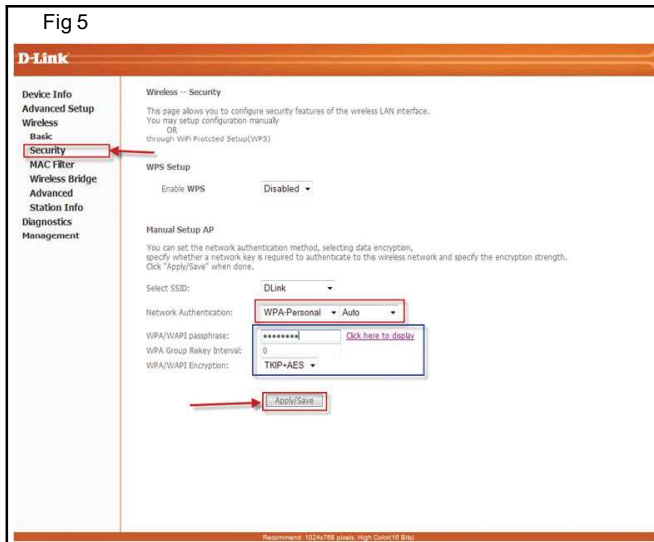 Fig 5
D-Link
Device Info
Advanced Setup
Wireless
Basic
Security
MAC Filter
Wireless Bridge
Advanced
Station Info
Diagnostics
Management
Wireless -- Security
This page allows you to configure security features of the wireless LAN interface.
You may setup configuration manually
OR
through WiFi Protcted Setup(WPS)
WPS Setup
Enable WPS Disabled
Manual Setup AP
You can set the network authentication method, selecting data encryption,
specify whether a network key is required to authenticate to this wireless network and specify the encryption strength.
Click "Apply/Save" when done.
Select SSID: DLink
Network Authentication: WPA-Personal Auto
WPA/WAPI passphrase: •••••••• Click here to display
WPA Group Rekey Interval: 0
WPA/WAPI Encryption: TKIP+AES
Apply/Save
Recommend: 1024x768 pixels, High Color(16 Bits)